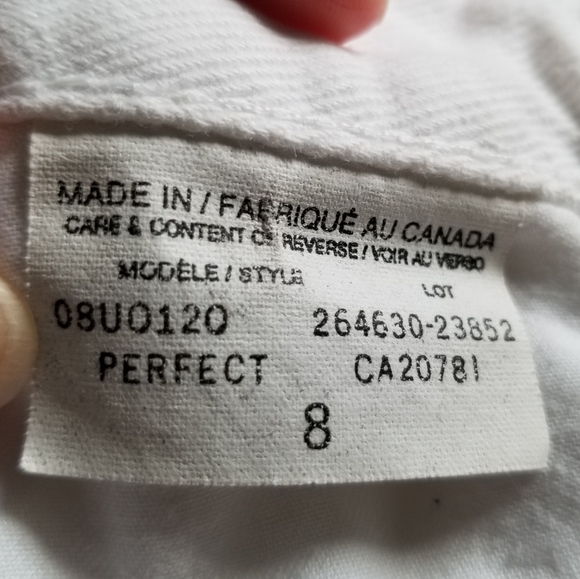 MADE IN / FABRIQUÉ AU CANADA
CARE & CONTENT ON REVERSE / VOIR AU VERSO
MODÈLE / STYLE LOT
08U0120 264630-23852
PERFECT CA20781
8